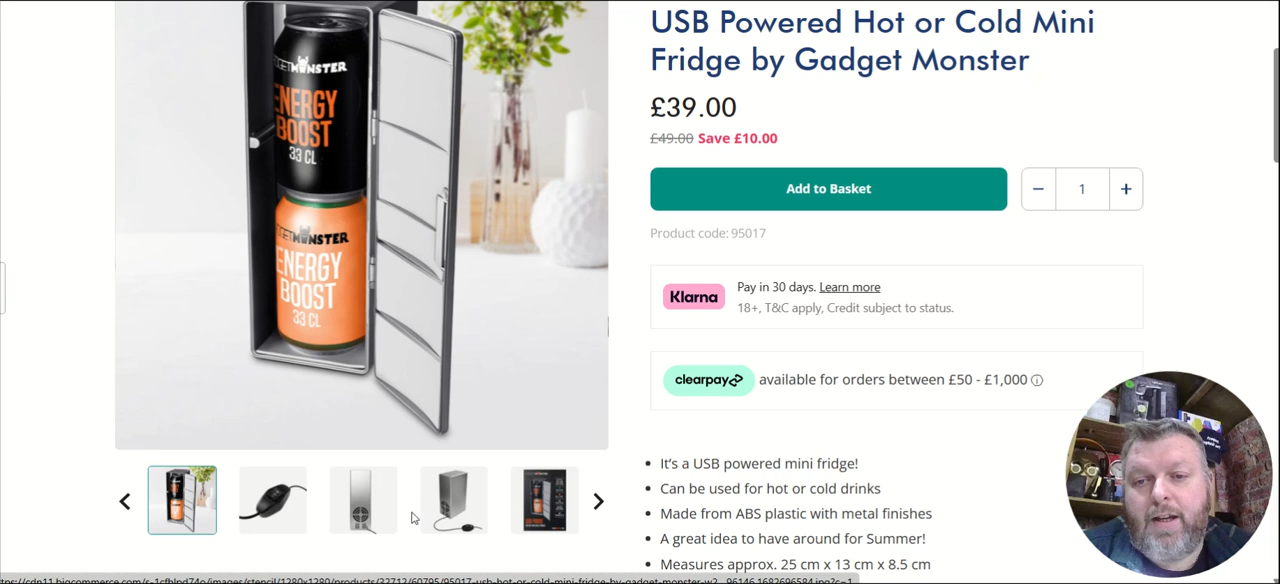 USB Powered Hot or Cold Mini
Fridge by Gadget Monster
£39.00
£49.00 Save £10.00
Add to Basket
1
Product code: 95017
Klarna
Pay in 30 days. Learn more
18+, T&C apply, Credit subject to status.
clearpay
available for orders between £50 - £1,000
It's a USB powered mini fridge!
Can be used for hot or cold drinks
Made from ABS plastic with metal finishes
A great idea to have around for Summer!
Measures approx. 25 cm x 13 cm x 8.5 cm
ENERGY
BOOST
33 CL
ENERGY
BOOST
33 CL